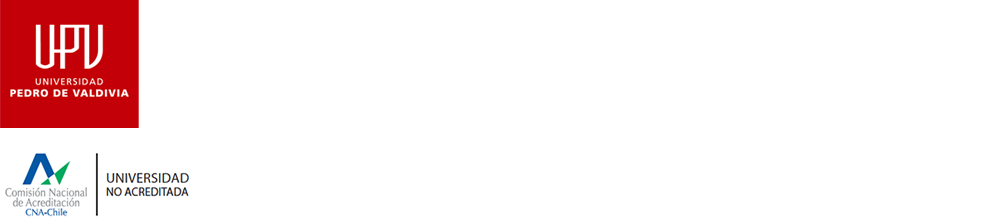 UPV
UNIVERSIDAD
PEDRO DE VALDIVIA
Comisión Nacional
de Acreditación
CNA-Chile
UNIVERSIDAD
NO ACREDITADA